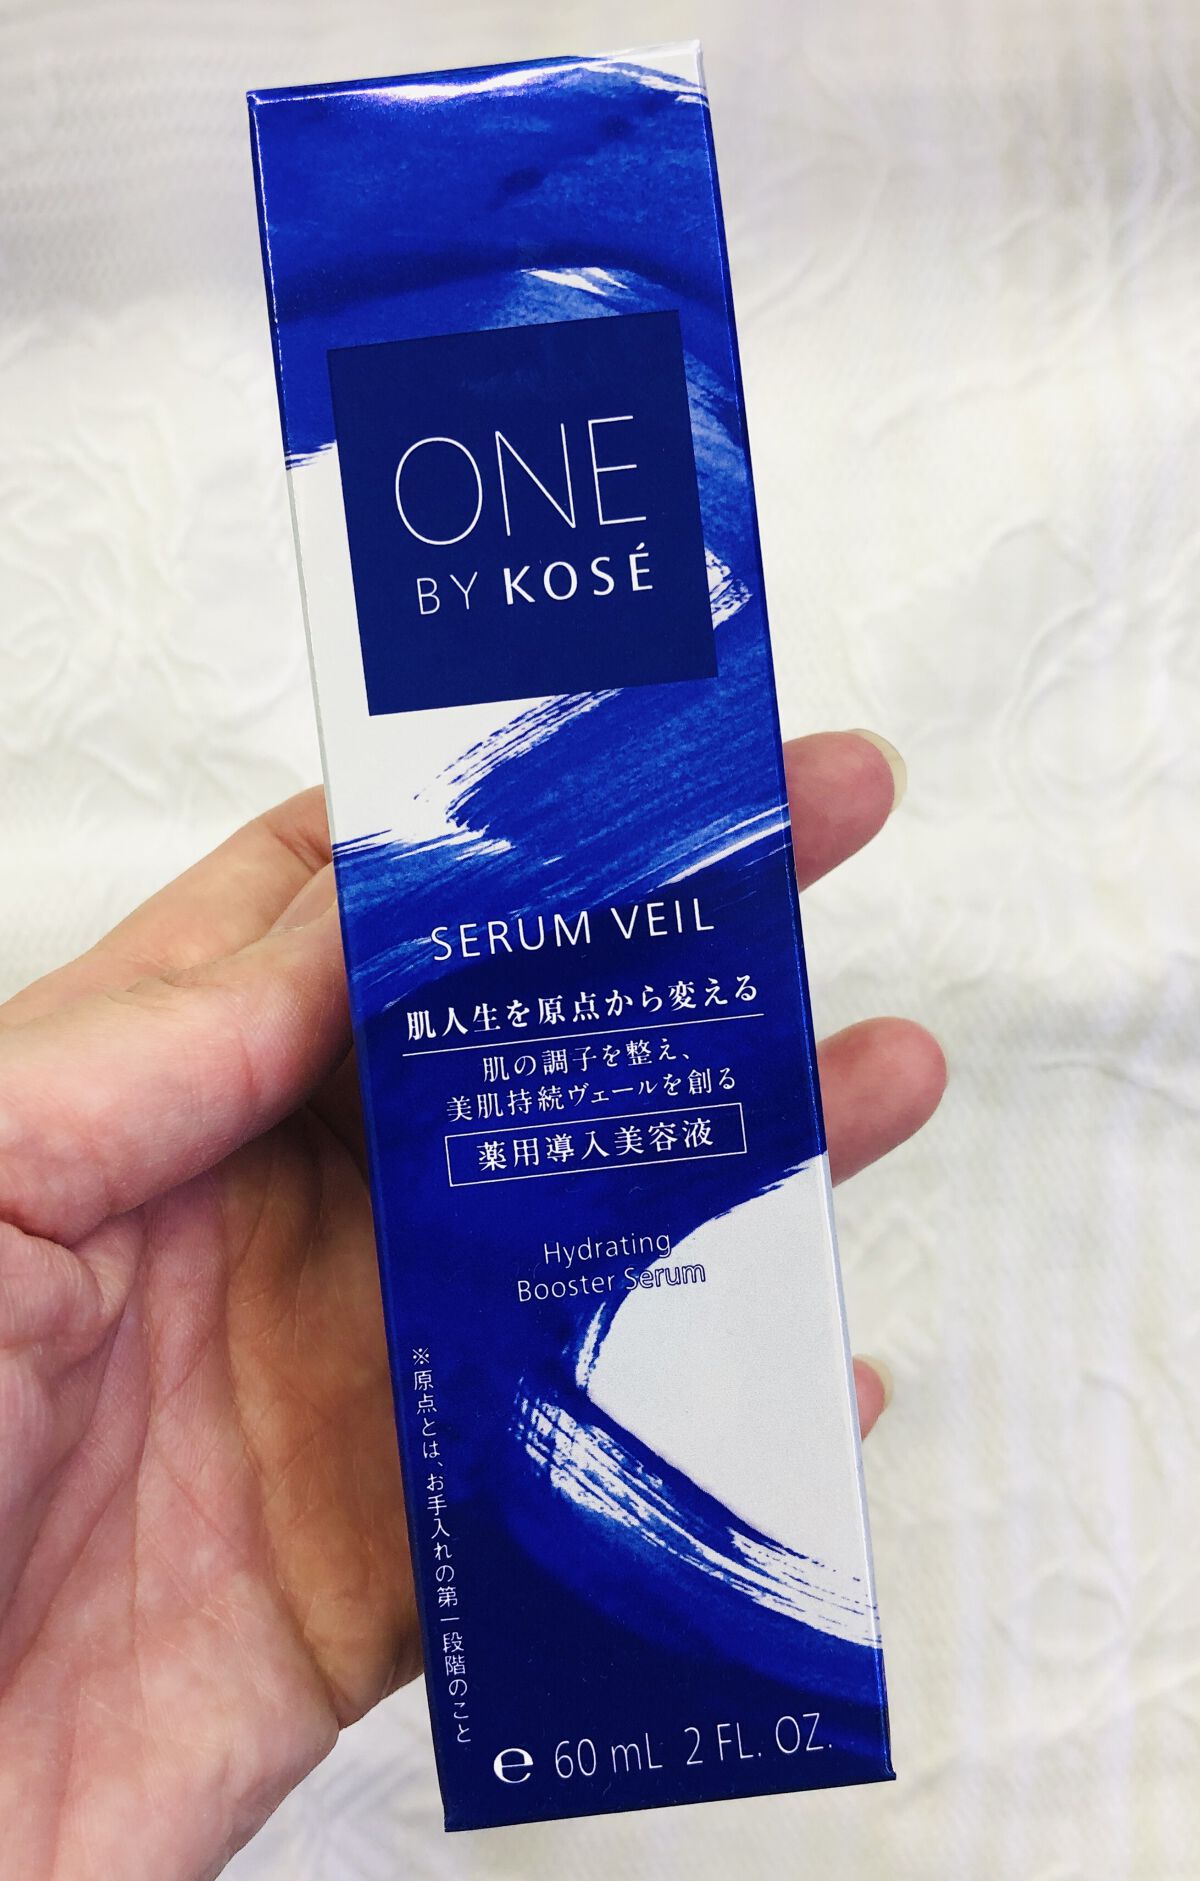 ONE
BY KOSÉ
SERUM VEIL
肌人生を原点から変える
肌の調子を整え、
美肌持続ヴェールを創る
薬用導入美容液
Hydrating
Booster Serum
※原点とは、お手入れの第一段階のこと
℮ 60 mL 2 FL. OZ.